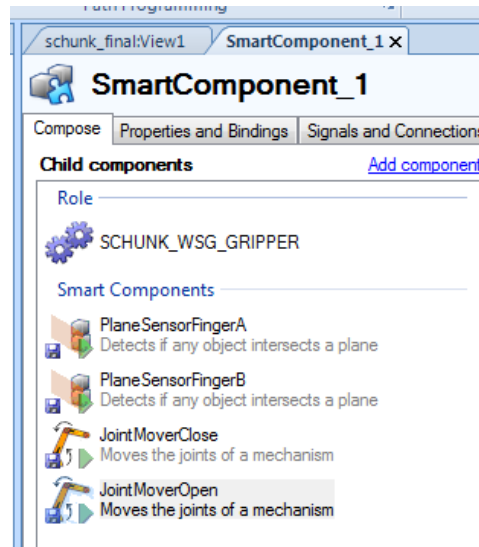 Path Programming
schunk_final:View1
SmartComponent_1 X
SmartComponent_1
Compose
Properties and Bindings
Signals and Connections
Child components
Add component
Role
SCHUNK_WSG_GRIPPER
Smart Components
PlaneSensorFingerA
Detects if any object intersects a plane
PlaneSensorFingerB
Detects if any object intersects a plane
JointMoverClose
Moves the joints of a mechanism
JointMoverOpen
Moves the joints of a mechanism